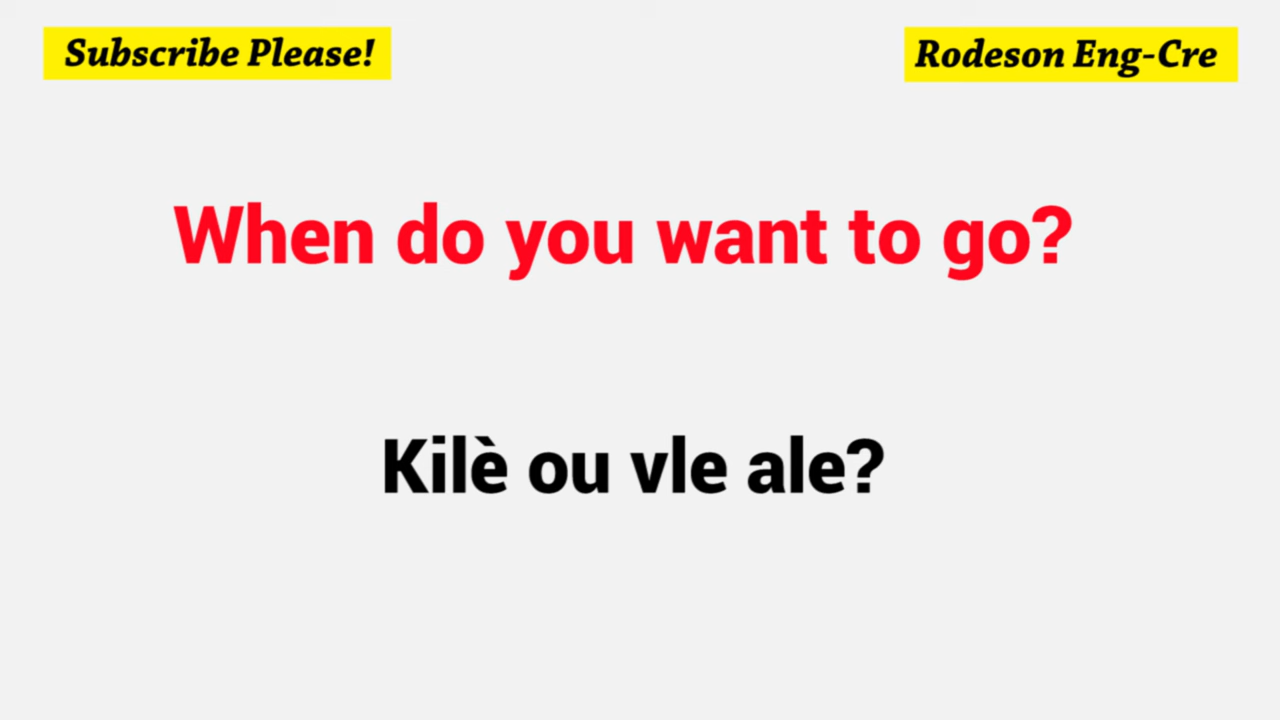 Subscribe Please!
Rodeson Eng-Cre
When do you want to go?
Kilè ou vle ale?